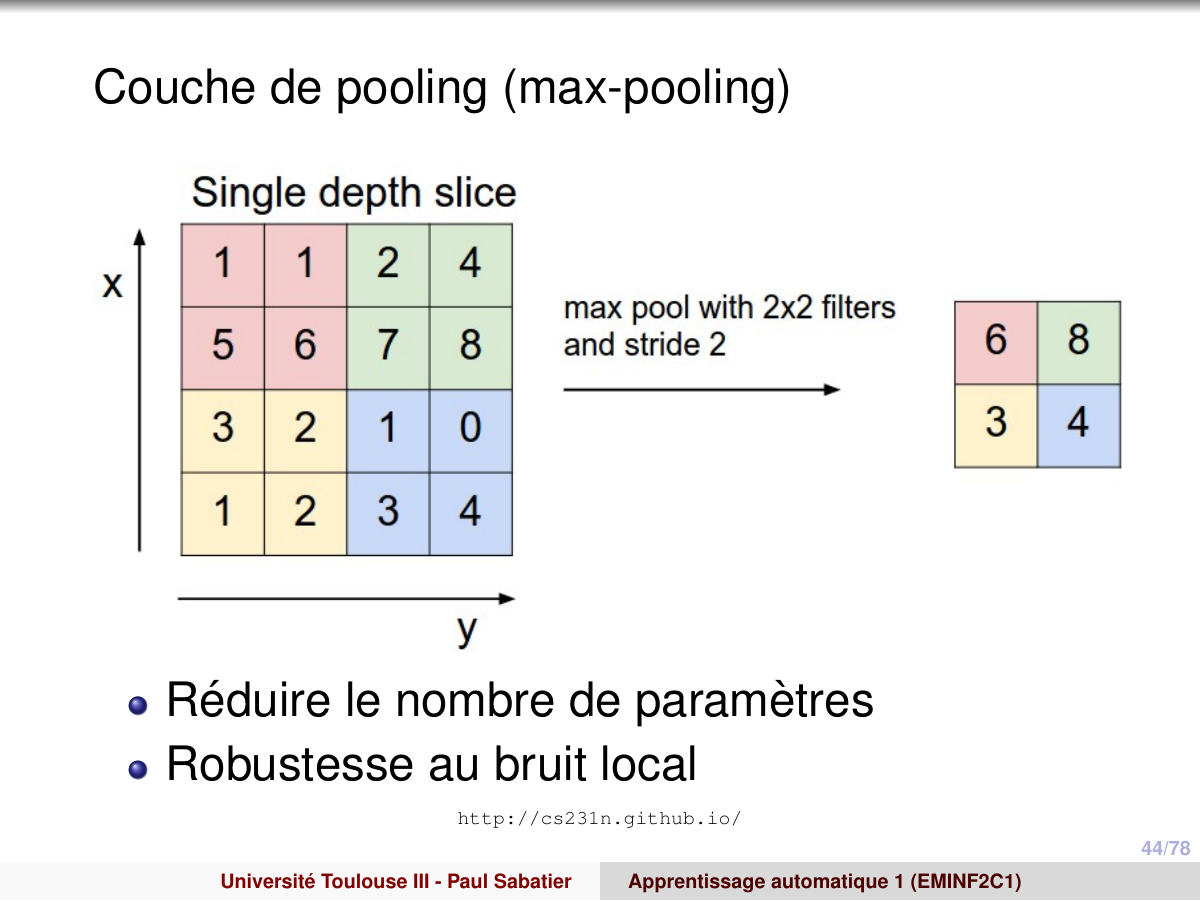 Couche de pooling (max-pooling)
Single depth slice
x
1 1 2 4
5 6 7 8
3 2 1 0
1 2 3 4
y
max pool with 2x2 filters
and stride 2
6 8
3 4
Réduire le nombre de paramètres
Robustesse au bruit local
http://cs231n.github.io/
44/78
Université Toulouse III - Paul Sabatier Apprentissage automatique 1 (EMINF2C1)